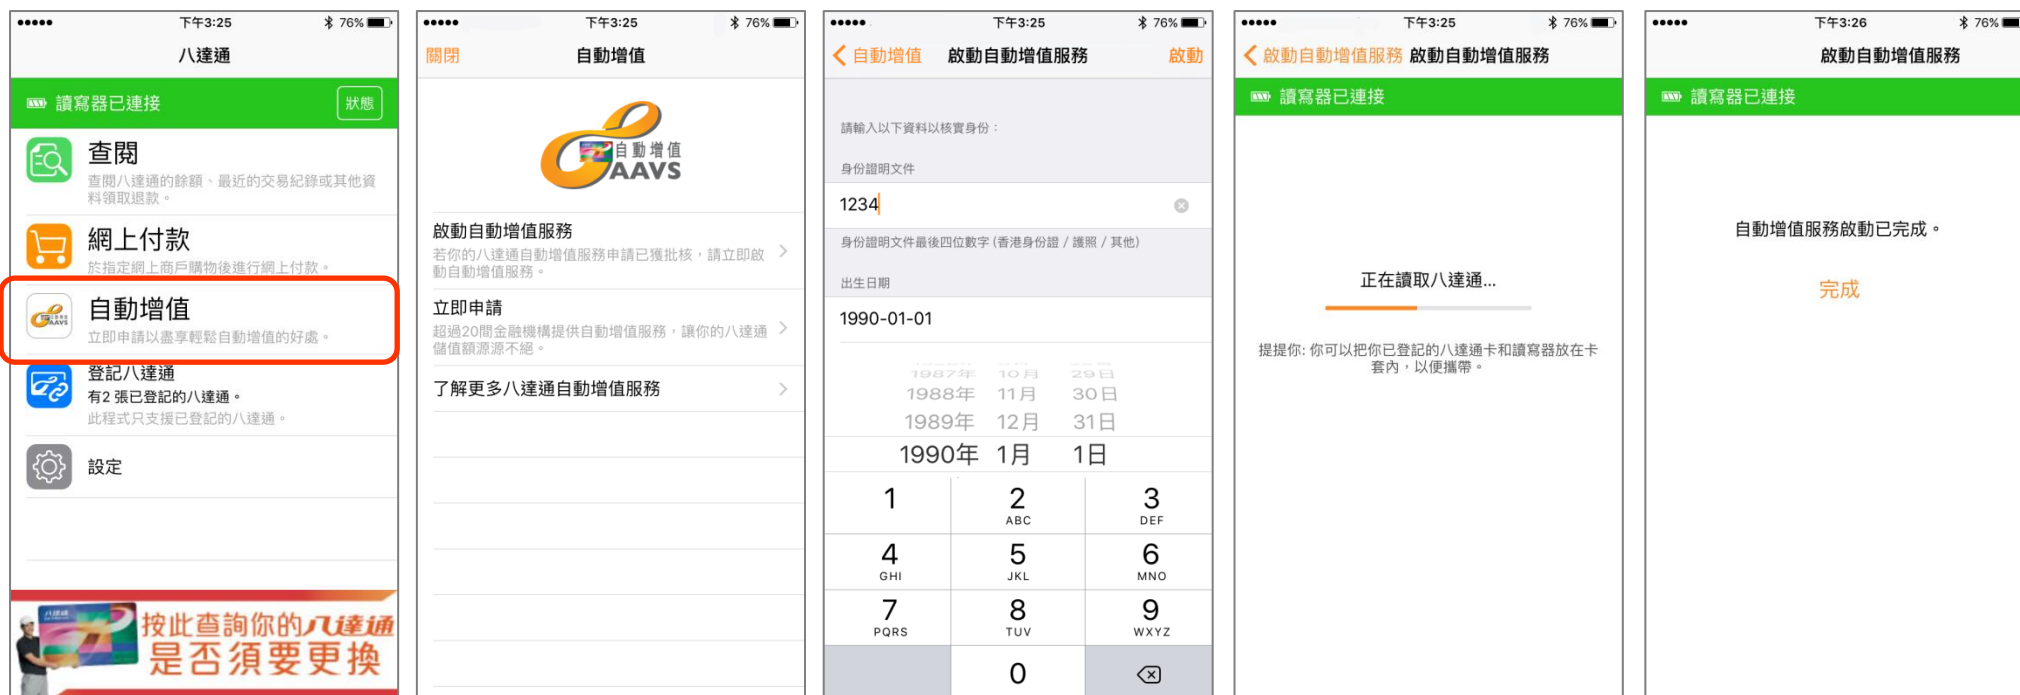 下午3:25
76%
八達通
讀寫器已連接
狀態
查閱
查閱八達通的餘額、最近的交易紀錄或其他資
料領取退款。
網上付款
於指定網上商戶購物後進行網上付款。
自動增值
AAVS
自動增值
立即申請以盡享輕鬆自動增值的好處。
登記八達通
有2 張已登記的八達通。
此程式只支援已登記的八達通。
設定
八達通
按此查詢你的八達通
是否須要更換
下午3:25
76%
關閉
自動增值
自動增值
AAVS
啟動自動增值服務
若你的八達通自動增值服務申請已獲批核，請立即啟
動自動增值服務。
立即申請
超過20間金融機構提供自動增值服務，讓你的八達通
儲值額源源不絕。
了解更多八達通自動增值服務
下午3:25
76%
自動增值
啟動自動增值服務
啟動
請輸入以下資料以核實身份：
身份證明文件
1234
身份證明文件最後四位數字 (香港身份證 / 護照 / 其他)
出生日期
1990-01-01
1987年 10月 29日
1988年 11月 30日
1989年 12月 31日
1990年 1月 1日
1 2 3
ABC DEF
4 5 6
GHI JKL MNO
7 8 9
PQRS TUV WXYZ
0
下午3:25
76%
啟動自動增值服務
啟動自動增值服務
讀寫器已連接
正在讀取八達通...
提提你: 你可以把你已登記的八達通卡和讀寫器放在卡
套內，以便攜帶。
下午3:26
76%
啟動自動增值服務
讀寫器已連接
自動增值服務啟動已完成。
完成